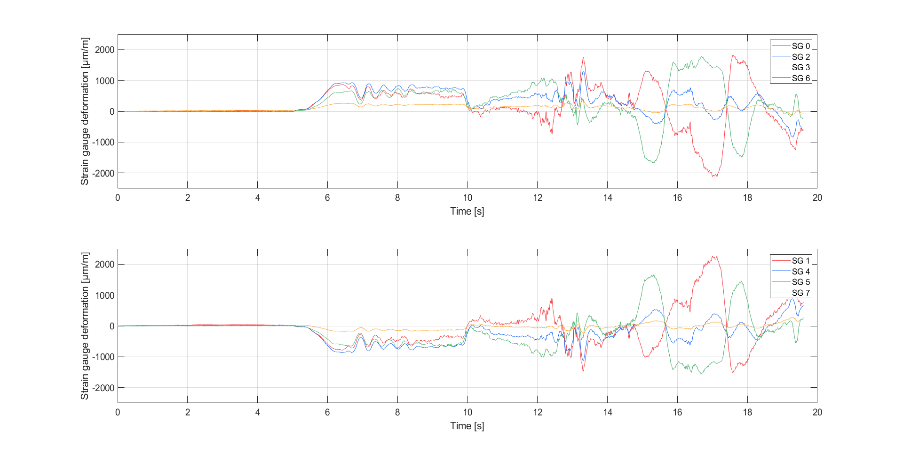 Strain gauge deformation [μm/m]
2000
1000
0
-1000
-2000
0 2 4 6 8 10 12 14 16 18 20
Time [s]
SG 0
SG 2
SG 3
SG 6
Strain gauge deformation [μm/m]
2000
1000
0
-1000
-2000
0 2 4 6 8 10 12 14 16 18 20
Time [s]
SG 1
SG 4
SG 5
SG 7